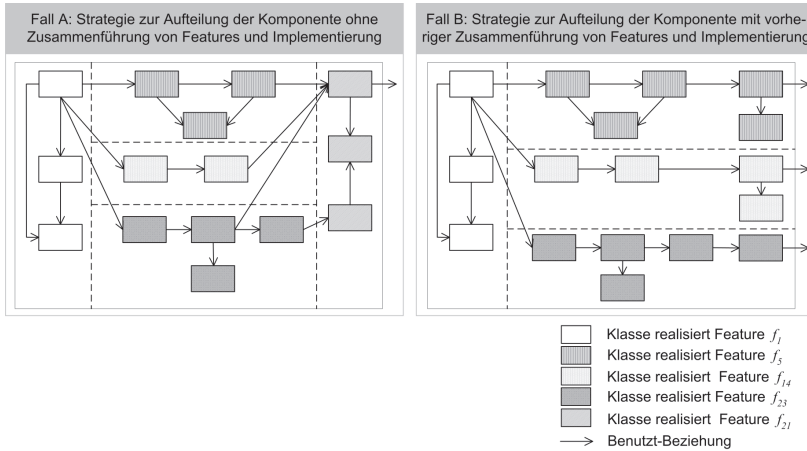 Fall A: Strategie zur Aufteilung der Komponente ohne
Zusammenführung von Features und Implementierung
Fall B: Strategie zur Aufteilung der Komponente mit vorhe-
riger Zusammenführung von Features und Implementierung
Klasse realisiert Feature f1
Klasse realisiert Feature f5
Klasse realisiert Feature f14
Klasse realisiert Feature f23
Klasse realisiert Feature f21
Benutzt-Beziehung